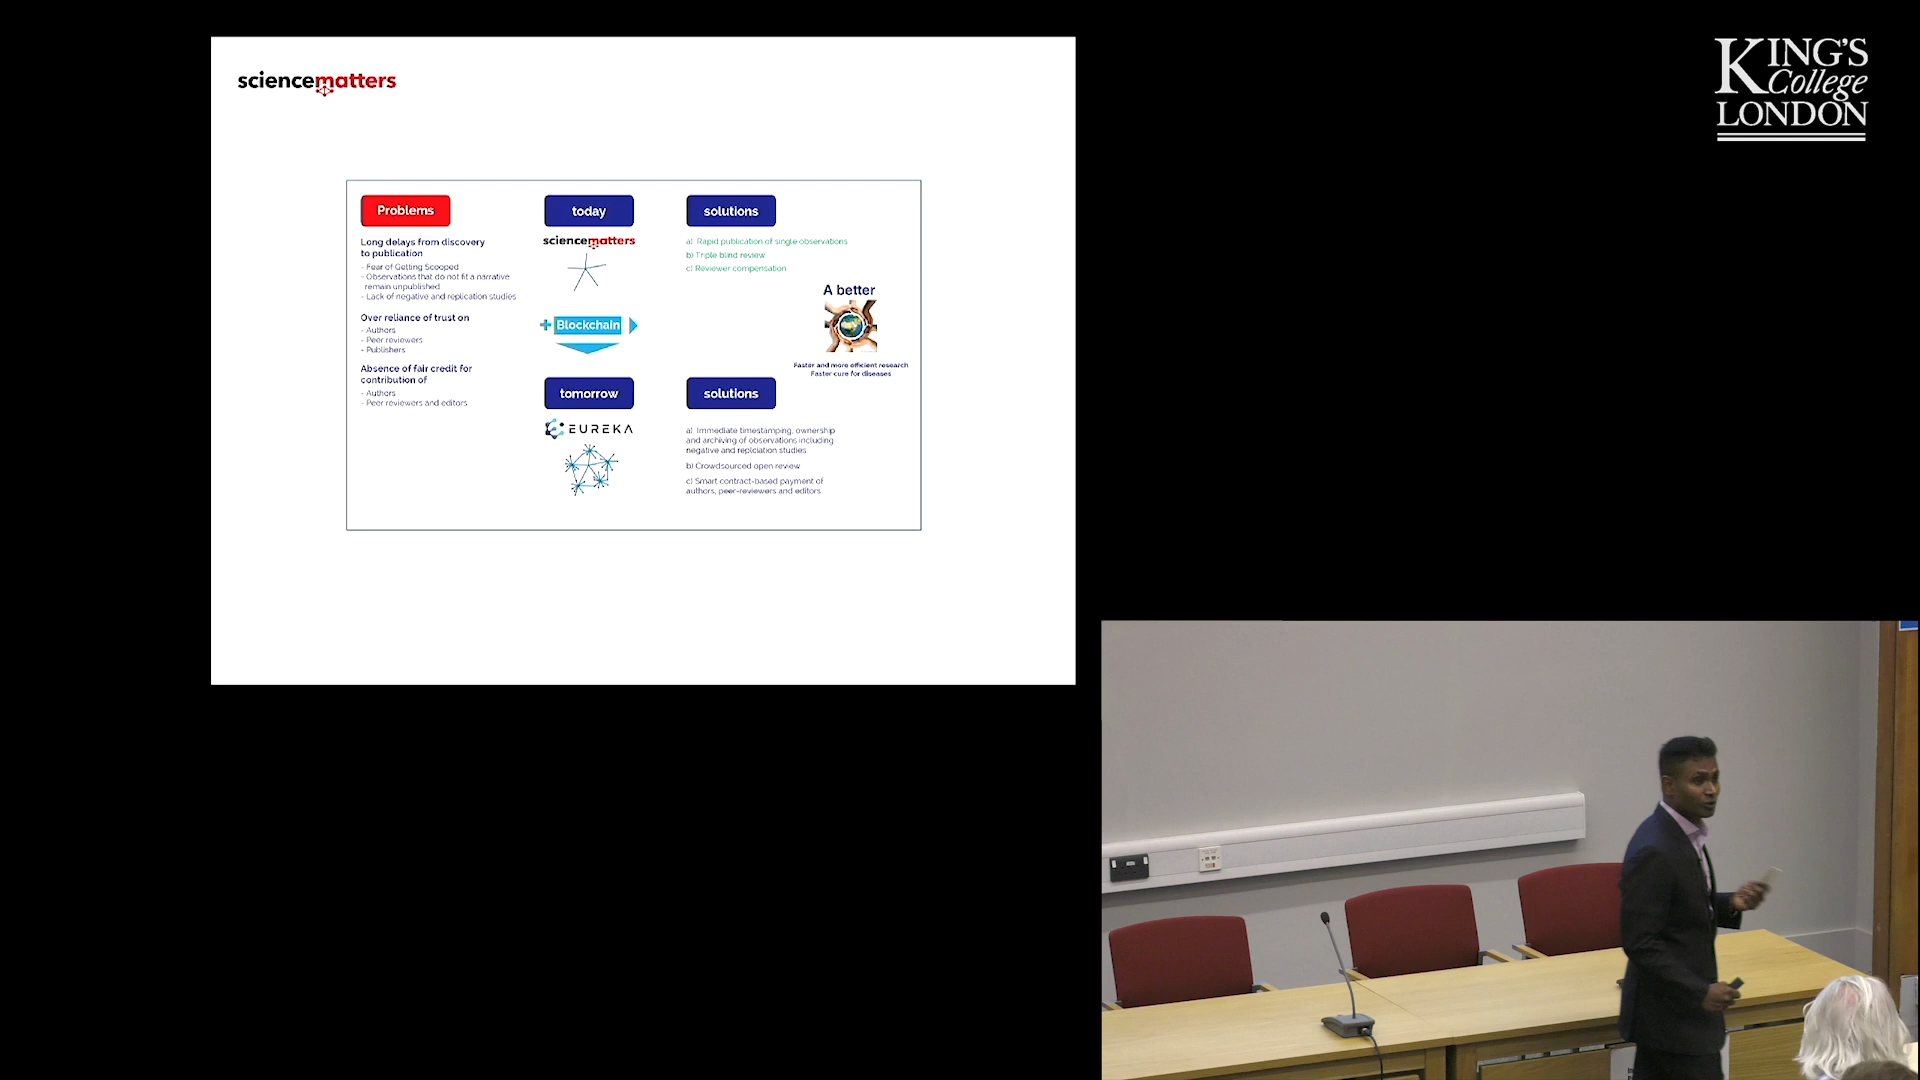 sciencematters
KING'S
College
LONDON
Problems
Long delays from discovery
to publication
- Fear of Getting Scooped
- Observations that do not fit a narrative
remain unpublished
- Lack of negative and replication studies
Over reliance of trust on
- Authors
- Peer reviewers
- Publishers
Absence of fair credit for
contribution of
- Authors
- Peer reviewers and editors
today
sciencematters
+ Blockchain
tomorrow
EUREKA
solutions
a) Rapid publication of single observations
b) Triple blind review
c) Reviewer compensation
A better
Faster and more efficient research
Faster cure for diseases
solutions
a) Immediate timestamping, ownership
and archiving of observations including
negative and replciation studies
b) Crowdsourced open review
c) Smart contract-based payment of
authors, peer-reviewers and editors